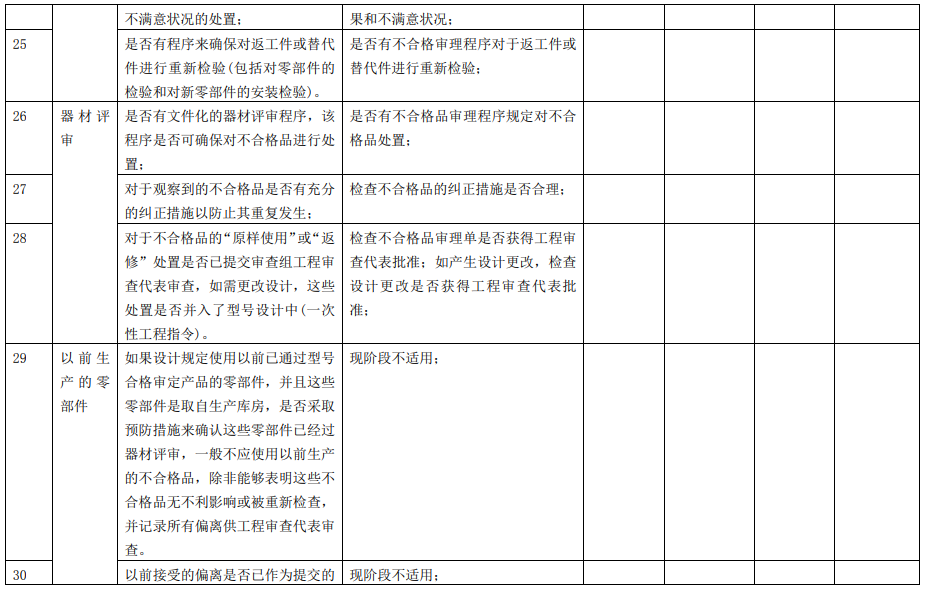 不满意状况的处置；
果和不满意状况；
25
是否有程序来确保对返工件或替代
件进行重新检验(包括对零部件的
检验和对新零部件的安装检验)。
是否有不合格审理程序对于返工件或
替代件进行重新检验；
26
器材评
审
是否有文件化的器材评审程序，该
程序是否可确保对不合格品进行处
置；
是否有不合格品审理程序规定对不合
格品处置；
27
对于观察到的不合格品是否有充分
的纠正措施以防止其重复发生；
检查不合格品的纠正措施是否合理；
28
对于不合格品的“原样使用”或“返
修”处置是否已提交审查组工程审
查代表审查，如需更改设计，这些
处置是否并入了型号设计中(一次
性工程指令)。
检查不合格品审理单是否获得工程审
查代表批准；如产生设计更改，检查
设计更改是否获得工程审查代表批
准；
29
以前生
产的零
部件
如果设计规定使用以前已通过型号
合格审定产品的零部件，并且这些
零部件是取自生产库房，是否采取
预防措施来确认这些零部件已经过
器材评审，一般不应使用以前生产
的不合格品，除非能够表明这些不
合格品无不利影响或被重新检查，
并记录所有偏离供工程审查代表审
查。
现阶段不适用；
30
以前接受的偏离是否已作为提交的
现阶段不适用；